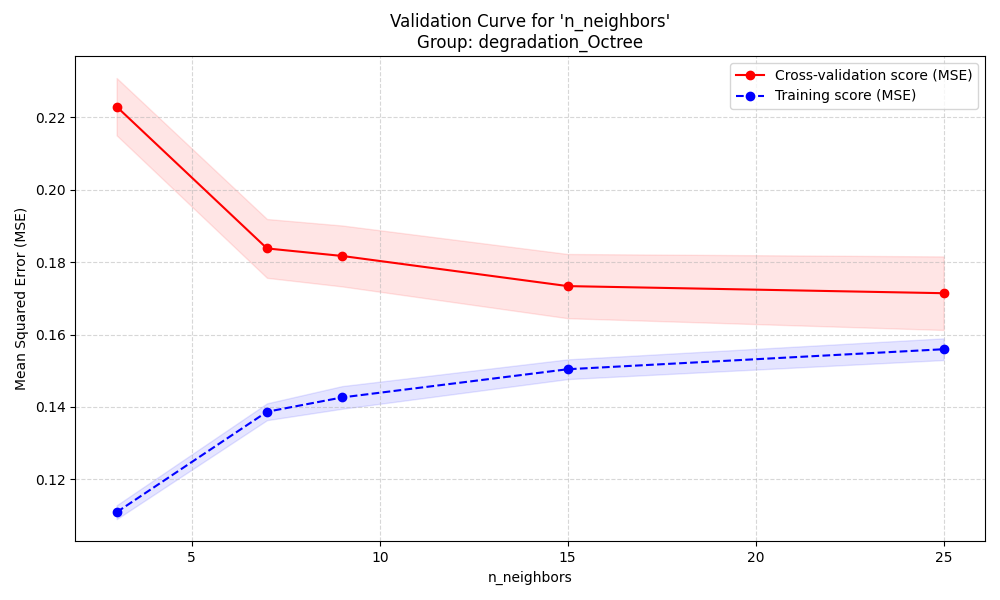 Validation Curve for 'n_neighbors'
Group: degradation_Octree
Cross-validation score (MSE)
Training score (MSE)
Mean Squared Error (MSE)
0.22
0.20
0.18
0.16
0.14
0.12
5
10
15
20
25
n_neighbors